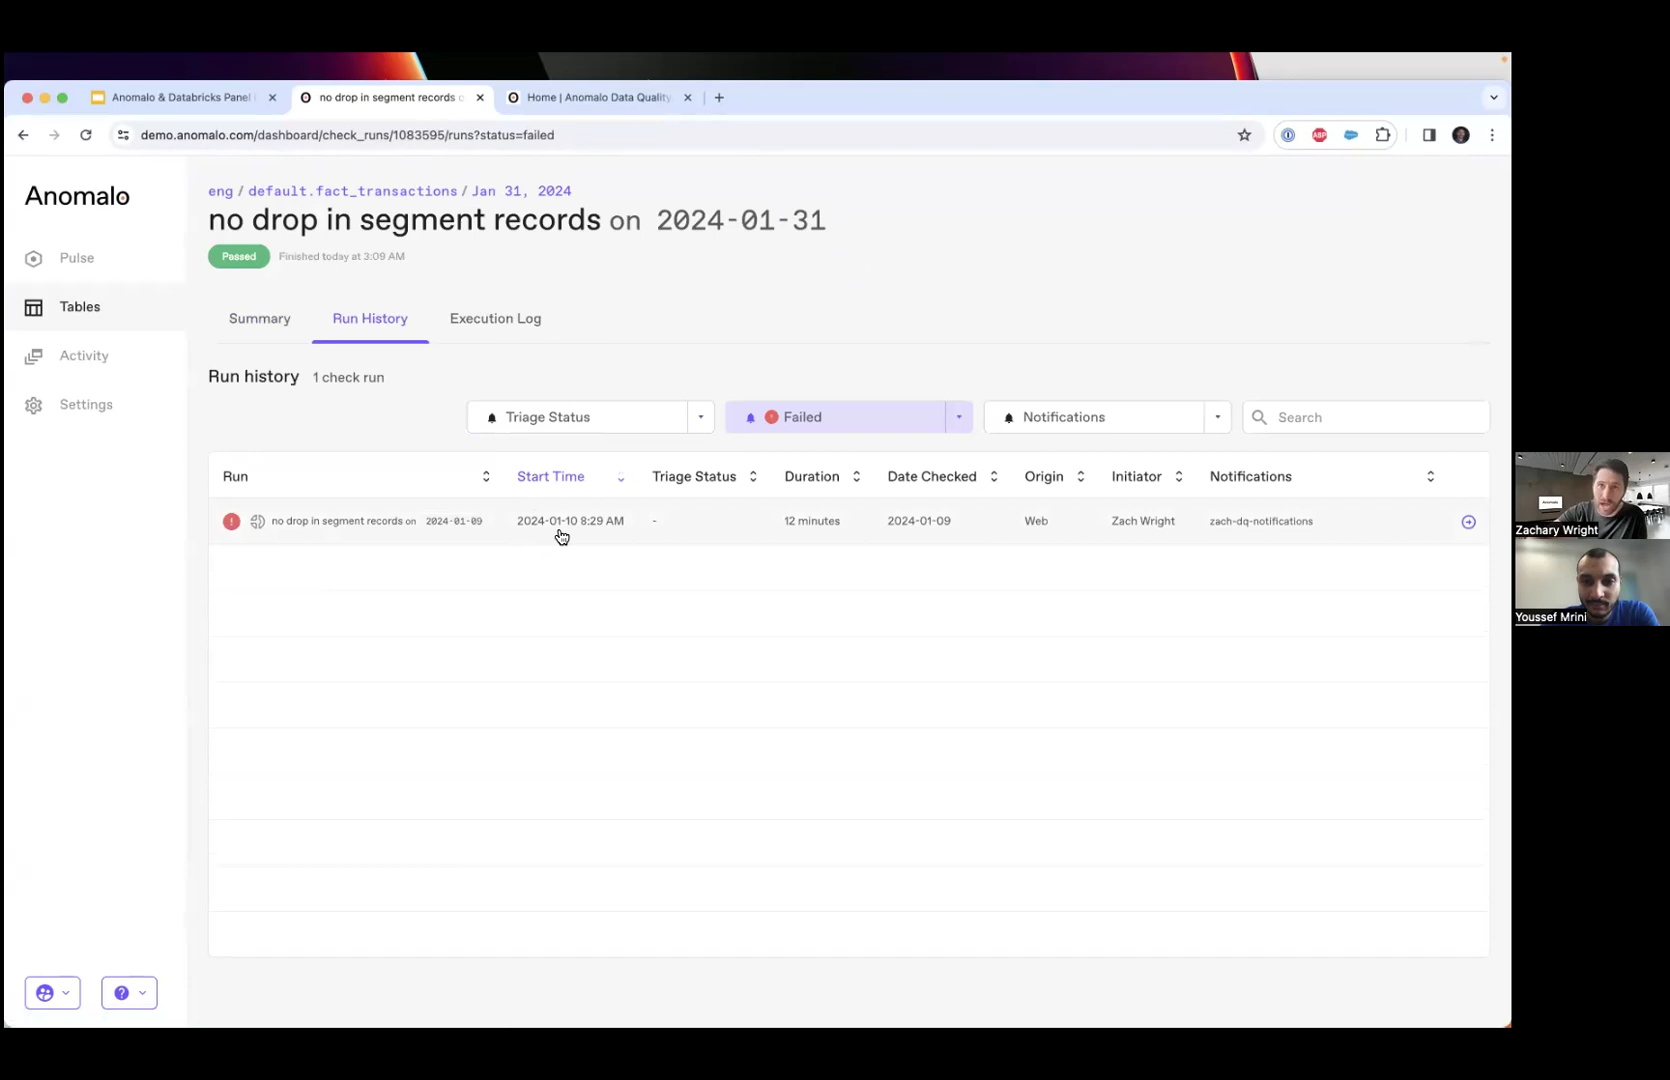 Anomalo & Databricks Panel
no drop in segment records o
Home | Anomalo Data Quality
demo.anomalo.com/dashboard/check_runs/1083595/runs?status=failed
ABP
Anomalo
Pulse
Tables
Activity
Settings
eng / default.fact_transactions / Jan 31, 2024
no drop in segment records on 2024-01-31
Passed Finished today at 3:09 AM
Summary Run History Execution Log
Run history 1 check run
Triage Status Failed Notifications Search
Run Start Time Triage Status Duration Date Checked Origin Initiator Notifications
no drop in segment records on 2024-01-09 2024-01-10 8:29 AM - 12 minutes 2024-01-09 Web Zach Wright zach-dq-notifications
Anomalo
Zachary Wright
Youssef Mrini